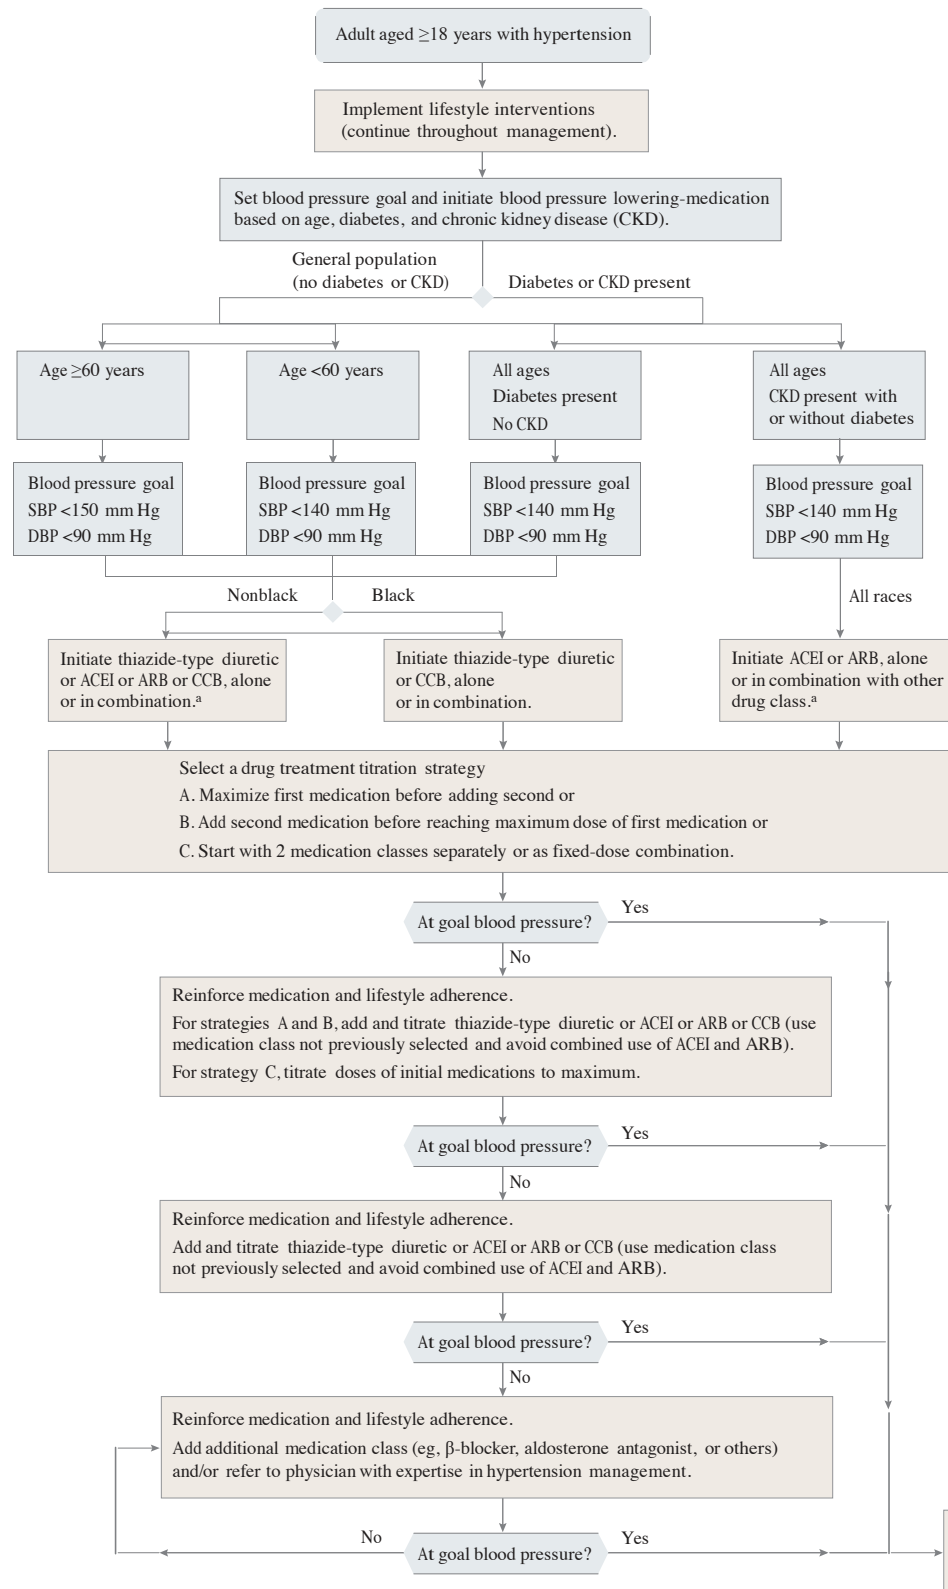 Adult aged ≥18 years with hypertension
Implement lifestyle interventions
(continue throughout management).
Set blood pressure goal and initiate blood pressure lowering-medication
based on age, diabetes, and chronic kidney disease (CKD).
General population
(no diabetes or CKD)
Diabetes or CKD present
Age ≥60 years
Age <60 years
All ages
Diabetes present
No CKD
All ages
CKD present with
or without diabetes
Blood pressure goal
SBP <150 mm Hg
DBP <90 mm Hg
Blood pressure goal
SBP <140 mm Hg
DBP <90 mm Hg
Blood pressure goal
SBP <140 mm Hg
DBP <90 mm Hg
Blood pressure goal
SBP <140 mm Hg
DBP <90 mm Hg
Nonblack
Black
All races
Initiate thiazide-type diuretic
or ACEI or ARB or CCB, alone
or in combination.ᵃ
Initiate thiazide-type diuretic
or CCB, alone
or in combination.
Initiate ACEI or ARB, alone
or in combination with other
drug class.ᵃ
Select a drug treatment titration strategy
A. Maximize first medication before adding second or
B. Add second medication before reaching maximum dose of first medication or
C. Start with 2 medication classes separately or as fixed-dose combination.
At goal blood pressure?
Yes
No
Reinforce medication and lifestyle adherence.
For strategies A and B, add and titrate thiazide-type diuretic or ACEI or ARB or CCB (use
medication class not previously selected and avoid combined use of ACEI and ARB).
For strategy C, titrate doses of initial medications to maximum.
At goal blood pressure?
Yes
No
Reinforce medication and lifestyle adherence.
Add and titrate thiazide-type diuretic or ACEI or ARB or CCB (use medication class
not previously selected and avoid combined use of ACEI and ARB).
At goal blood pressure?
Yes
No
Reinforce medication and lifestyle adherence.
Add additional medication class (eg, β-blocker, aldosterone antagonist, or others)
and/or refer to physician with expertise in hypertension management.
No
At goal blood pressure?
Yes